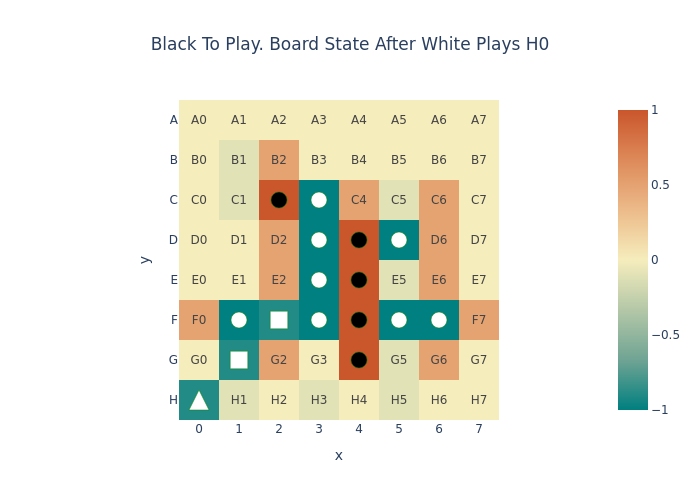 Black To Play. Board State After White Plays H0
A A0 A1 A2 A3 A4 A5 A6 A7
B B0 B1 B2 B3 B4 B5 B6 B7
C C0 C1 C4 C5 C6 C7
D D0 D1 D2 D6 D7
E E0 E1 E2 E5 E6 E7
F F0 F7
G G0 G2 G3 G5 G6 G7
H H1 H2 H3 H4 H5 H6 H7
0 1 2 3 4 5 6 7
x
y
1
0.5
0
−0.5
−1